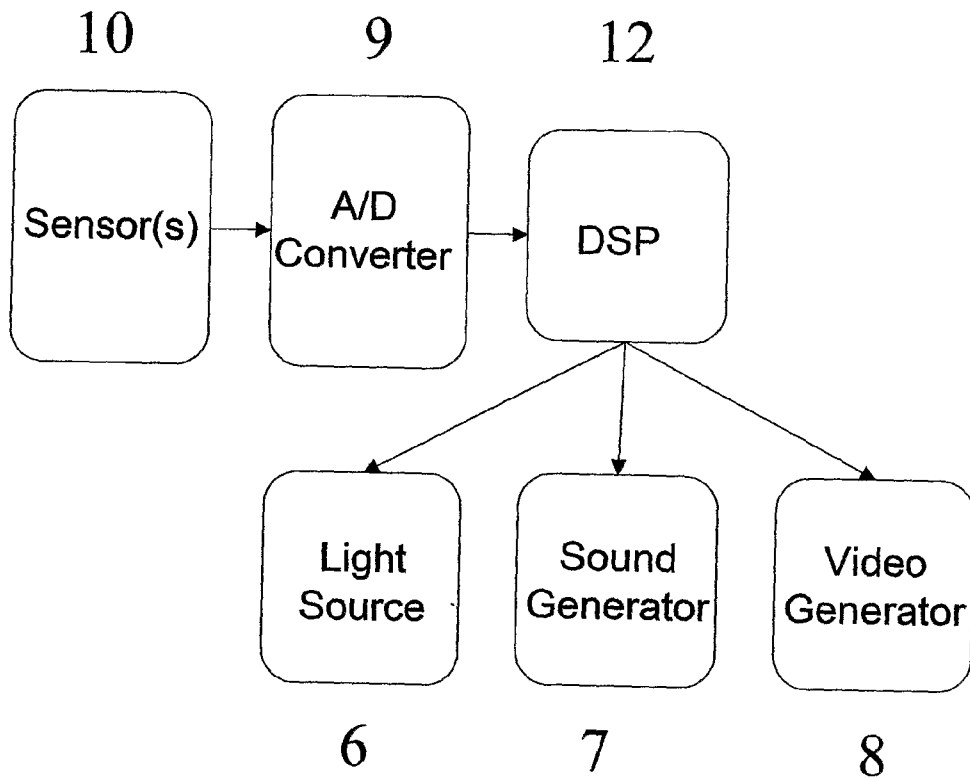 10
9
12
Sensor(s)
A/D
Converter
DSP
Light
Source
Sound
Generator
Video
Generator
6
7
8